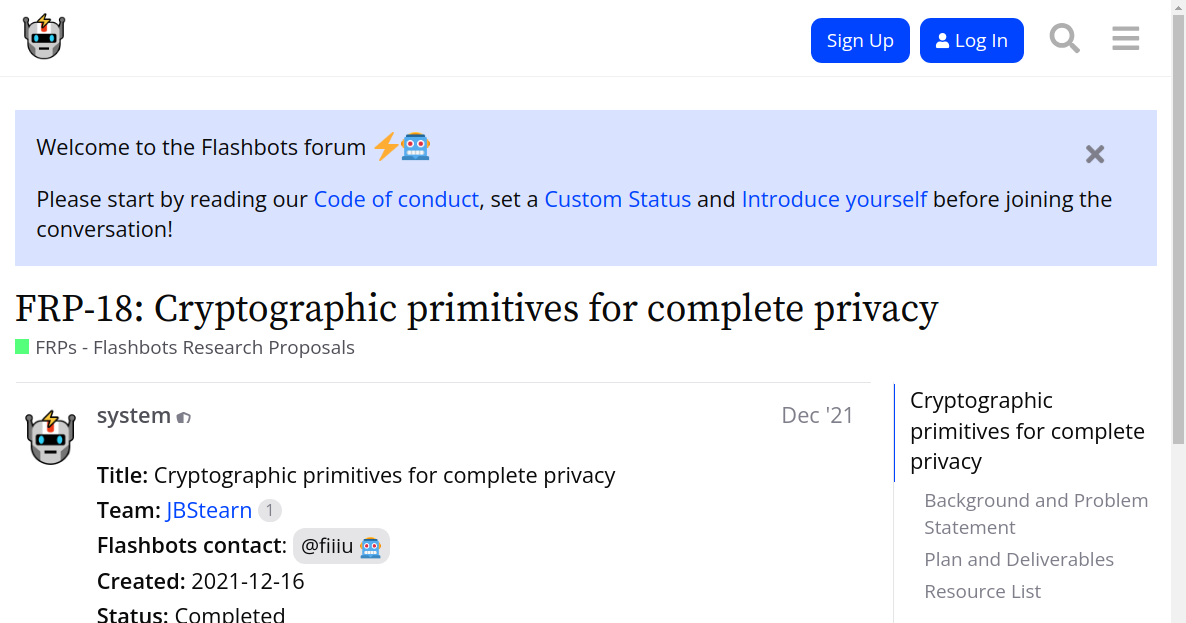 Sign Up
Log In
Welcome to the Flashbots forum
Please start by reading our Code of conduct, set a Custom Status and Introduce yourself before joining the
conversation!
FRP-18: Cryptographic primitives for complete privacy
FRPs - Flashbots Research Proposals
system
Dec '21
Title: Cryptographic primitives for complete privacy
Team: JBStearn 1
Flashbots contact: @fiiiu
Created: 2021-12-16
Status: Completed
Cryptographic
primitives for complete
privacy
Background and Problem
Statement
Plan and Deliverables
Resource List